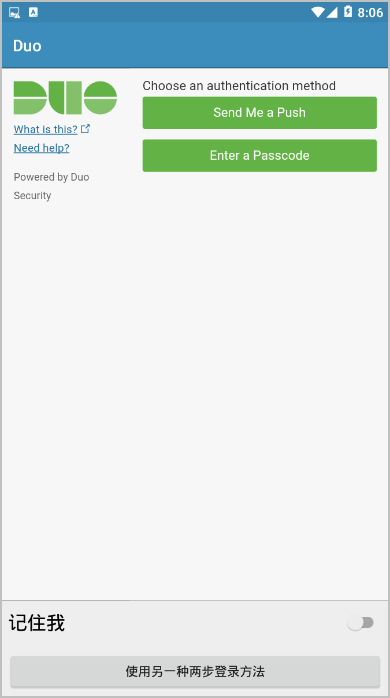 8:06
Duo
DUO
What is this?
Need help?
Powered by Duo
Security
Choose an authentication method
Send Me a Push
Enter a Passcode
记住我
使用另一种两步登录方法